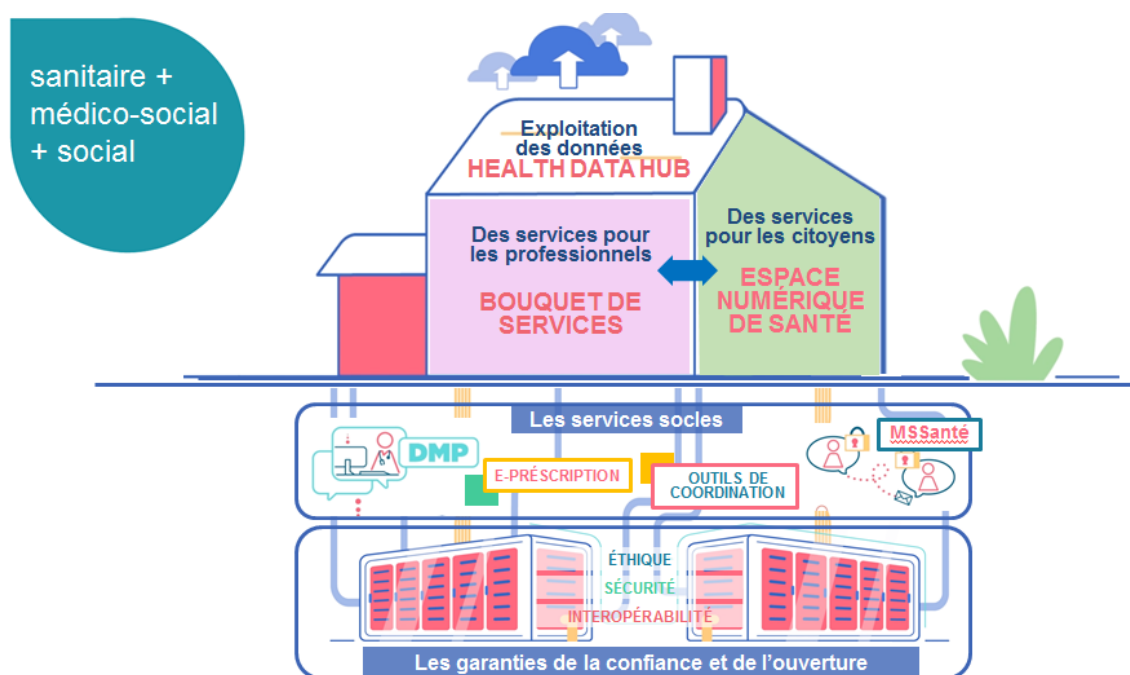 sanitaire +
médico-social
+ social
Exploitation
des données
HEALTH DATA HUB
Des services pour
les professionnels
BOUQUET DE
SERVICES
Des services
pour les citoyens
ESPACE
NUMÉRIQUE
DE SANTÉ
Les services socles
DMP
E-PRÉSCRIPTION
OUTILS DE
COORDINATION
MSSanté
ÉTHIQUE
SÉCURITÉ
INTEROPÉRABILITÉ
Les garanties de la confiance et de l'ouverture